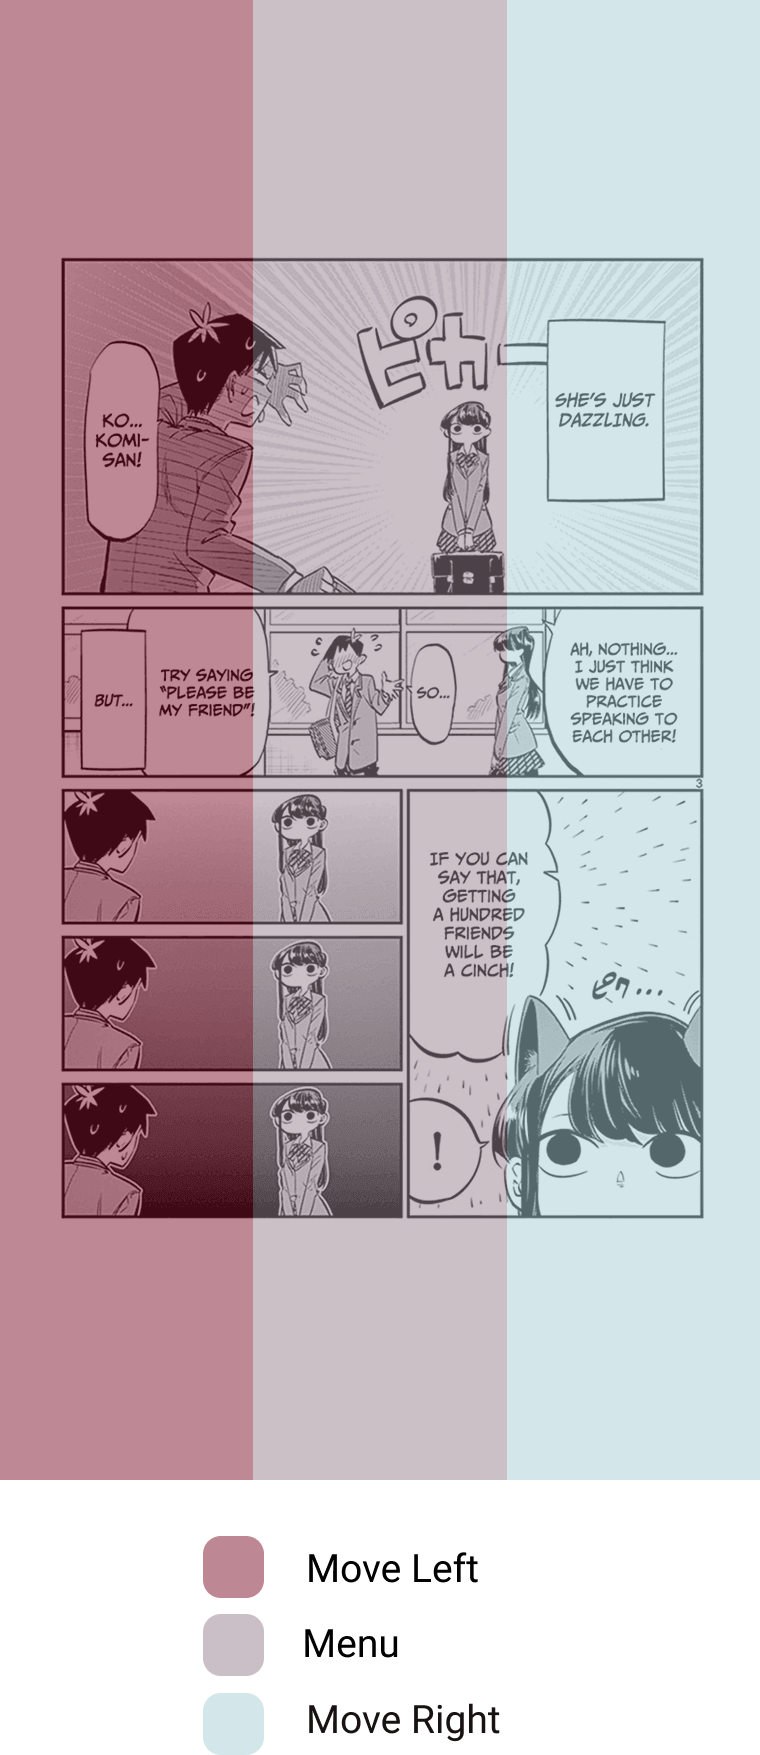 ピカー
SHE'S JUST
DAZZLING.
KO...
KOMI-
SAN!
AH, NOTHING...
I JUST THINK
WE HAVE TO
PRACTICE
SPEAKING TO
EACH OTHER!
SO...
TRY SAYING
"PLEASE BE
MY FRIEND"!
BUT...
3
IF YOU CAN
SAY THAT,
GETTING
A HUNDRED
FRIENDS
WILL BE
A CINCH!
ピク...
!
Move Left
Menu
Move Right